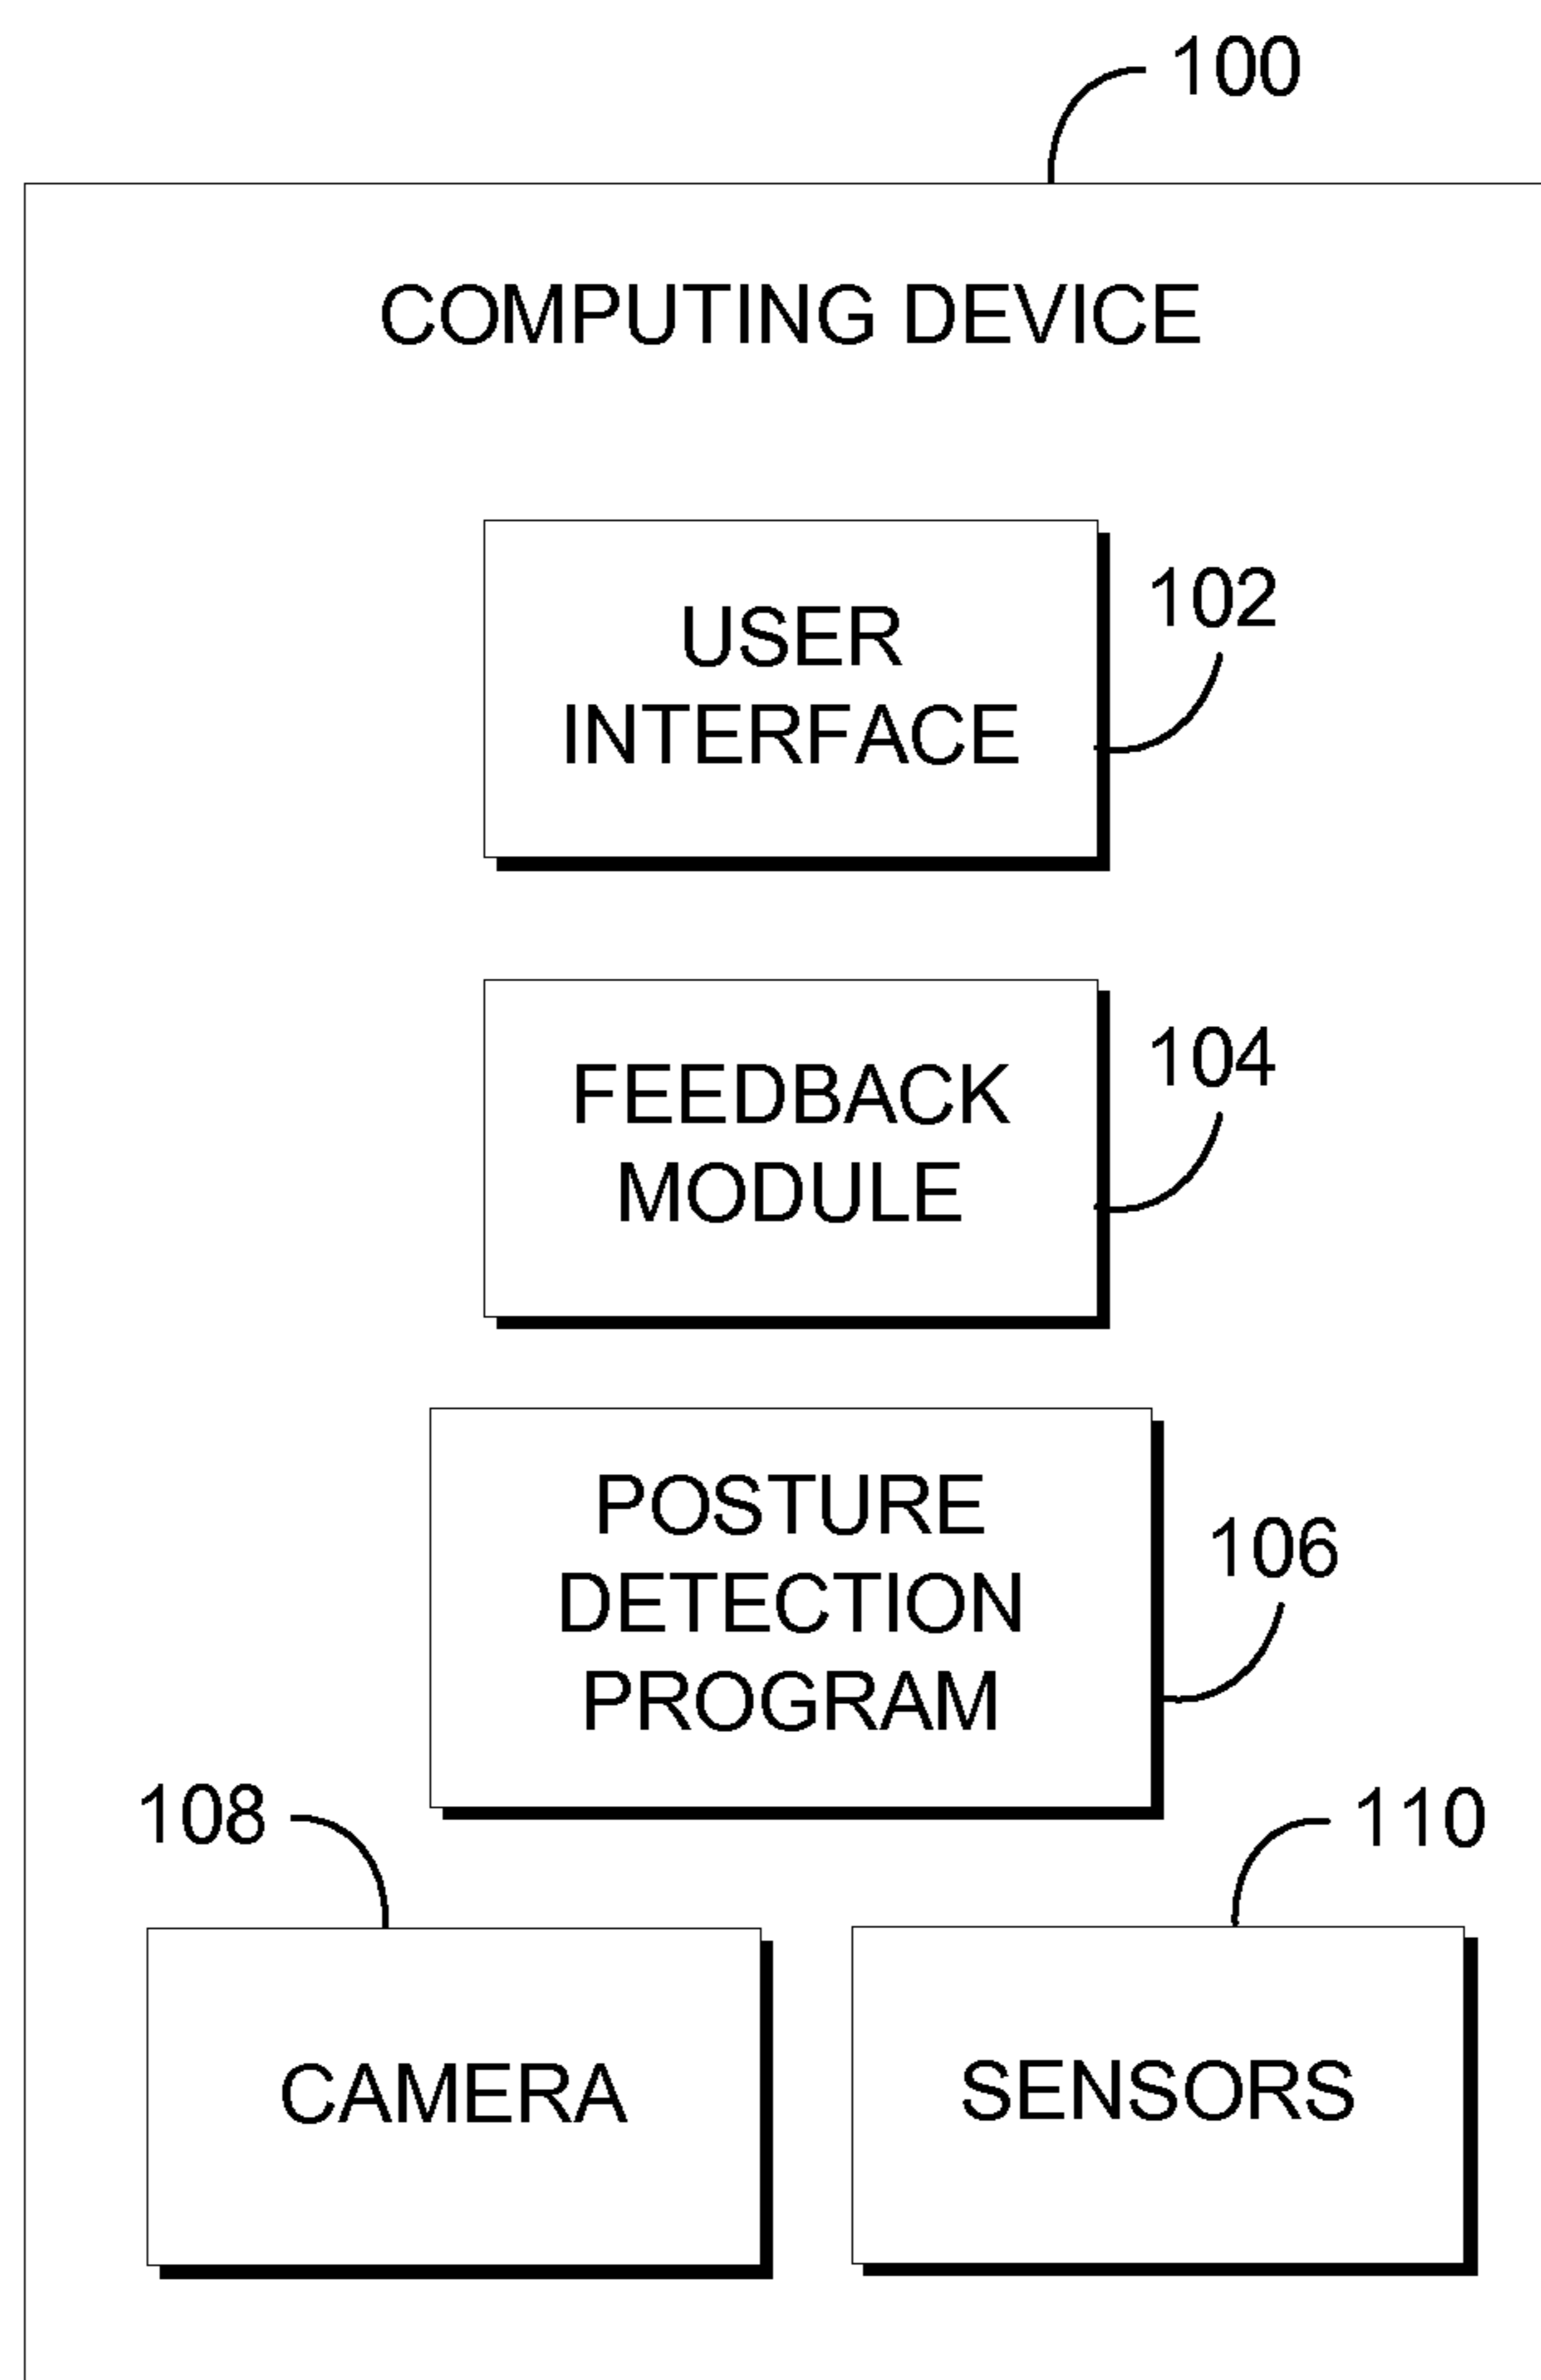 100
COMPUTING DEVICE
USER
INTERFACE
102
FEEDBACK
MODULE
104
POSTURE
DETECTION
PROGRAM
106
108
110
CAMERA
SENSORS